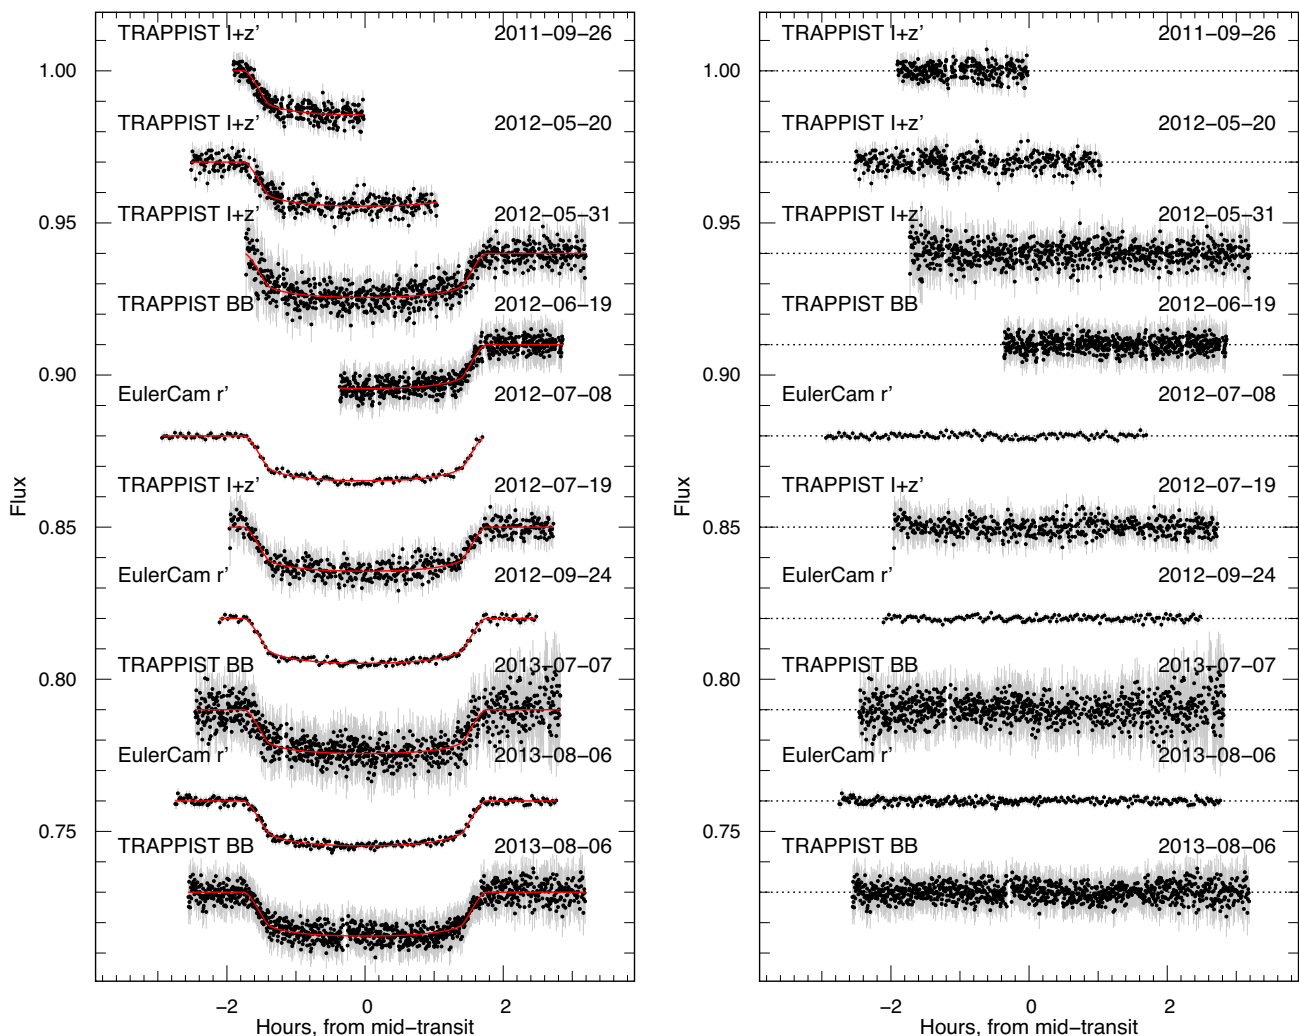 TRAPPIST I+z’ 2011−09−26
1.00
TRAPPIST I+z’ 2012−05−20
TRAPPIST I+z’ 2012−05−31
0.95
TRAPPIST BB 2012−06−19
0.90
EulerCam r’ 2012−07−08
TRAPPIST I+z’ 2012−07−19
0.85
EulerCam r’ 2012−09−24
TRAPPIST BB 2013−07−07
0.80
EulerCam r’ 2013−08−06
0.75
TRAPPIST BB 2013−08−06
Flux
−2 0 2
Hours, from mid−transit
TRAPPIST I+z’ 2011−09−26
1.00
TRAPPIST I+z’ 2012−05−20
TRAPPIST I+z’ 2012−05−31
0.95
TRAPPIST BB 2012−06−19
0.90
EulerCam r’ 2012−07−08
TRAPPIST I+z’ 2012−07−19
0.85
EulerCam r’ 2012−09−24
TRAPPIST BB 2013−07−07
0.80
EulerCam r’ 2013−08−06
0.75
TRAPPIST BB 2013−08−06
Flux
−2 0 2
Hours, from mid−transit